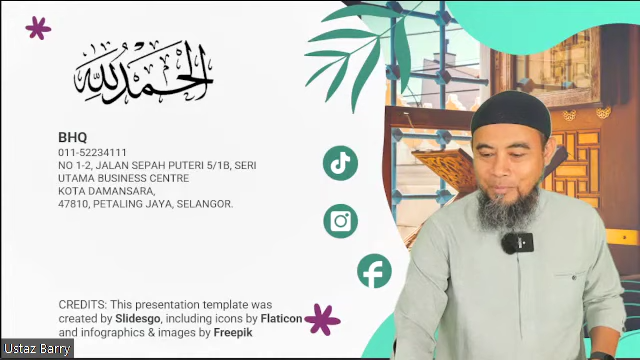 الحمد لله
BHQ
011-52234111
NO 1-2, JALAN SEPAH PUTERI 5/1B, SERI
UTAMA BUSINESS CENTRE
KOTA DAMANSARA,
47810, PETALING JAYA, SELANGOR.
CREDITS: This presentation template was
created by Slidesgo, including icons by Flaticon
and infographics & images by Freepik
Ustaz Barry